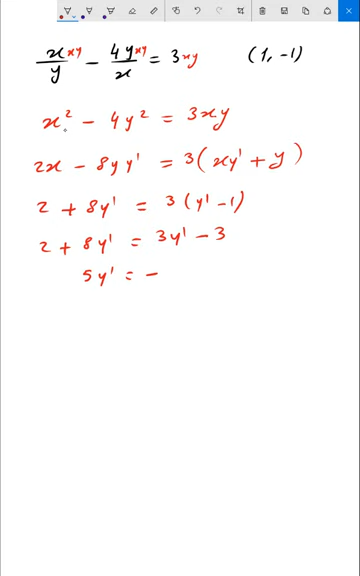 x xy / y - 4y xy / x = 3 xy (1, -1)
x² - 4y² = 3xy
2x - 8yy' = 3(xy' + y)
2 + 8y' = 3(y' - 1)
2 + 8y' = 3y' - 3
5y' = -